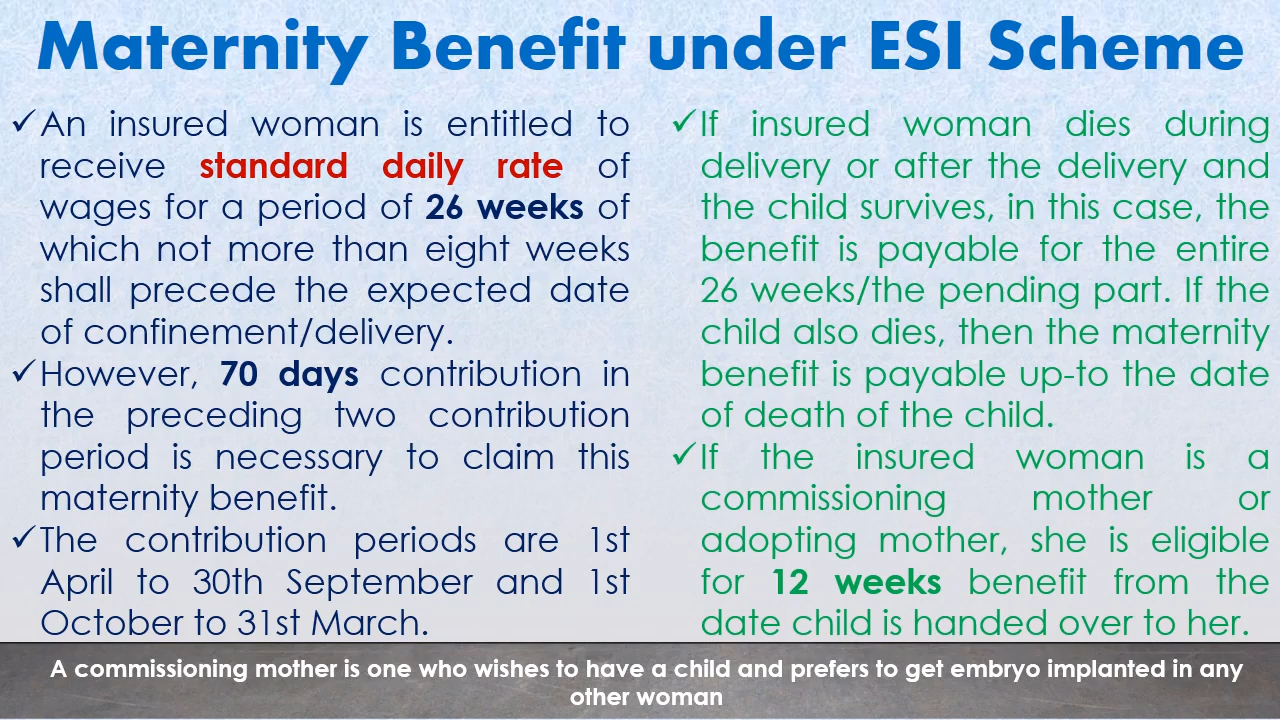 Maternity Benefit under ESI Scheme
✓An insured woman is entitled to
receive standard daily rate of
wages for a period of 26 weeks of
which not more than eight weeks
shall precede the expected date
of confinement/delivery.
✓However, 70 days contribution in
the preceding two contribution
period is necessary to claim this
maternity benefit.
✓The contribution periods are 1st
April to 30th September and 1st
October to 31st March.
✓If insured woman dies during
delivery or after the delivery and
the child survives, in this case, the
benefit is payable for the entire
26 weeks/the pending part. If the
child also dies, then the maternity
benefit is payable up-to the date
of death of the child.
✓If the insured woman is a
commissioning mother or
adopting mother, she is eligible
for 12 weeks benefit from the
date child is handed over to her.
A commissioning mother is one who wishes to have a child and prefers to get embryo implanted in any
other woman